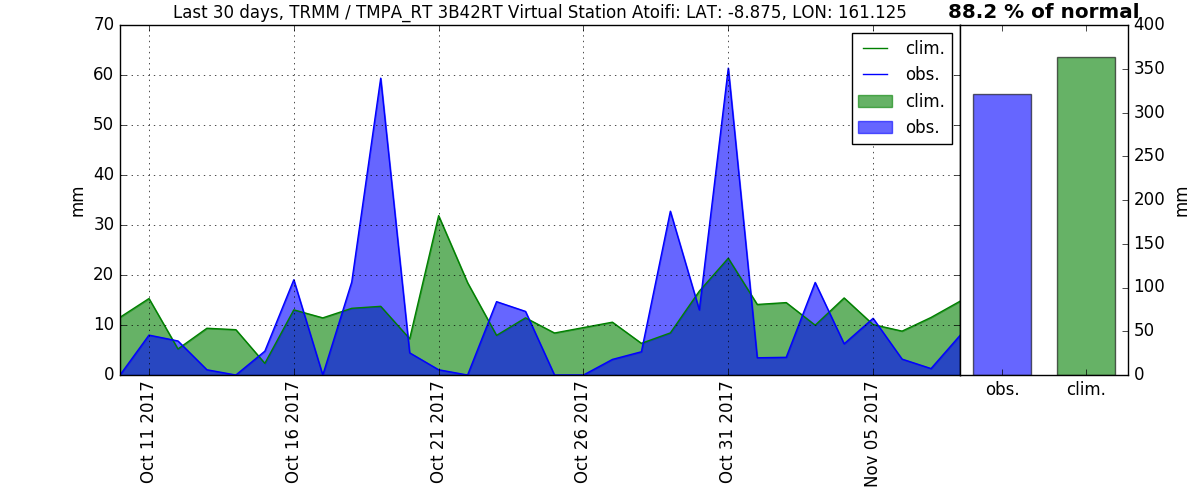 Last 30 days, TRMM / TMPA_RT 3B42RT Virtual Station Atoifi: LAT: -8.875, LON: 161.125
88.2 % of normal
70
60
50
40
30
20
10
0
mm
clim.
obs.
clim.
obs.
Oct 11 2017
Oct 16 2017
Oct 21 2017
Oct 26 2017
Oct 31 2017
Nov 05 2017
400
350
300
250
200
150
100
50
0
mm
obs.
clim.